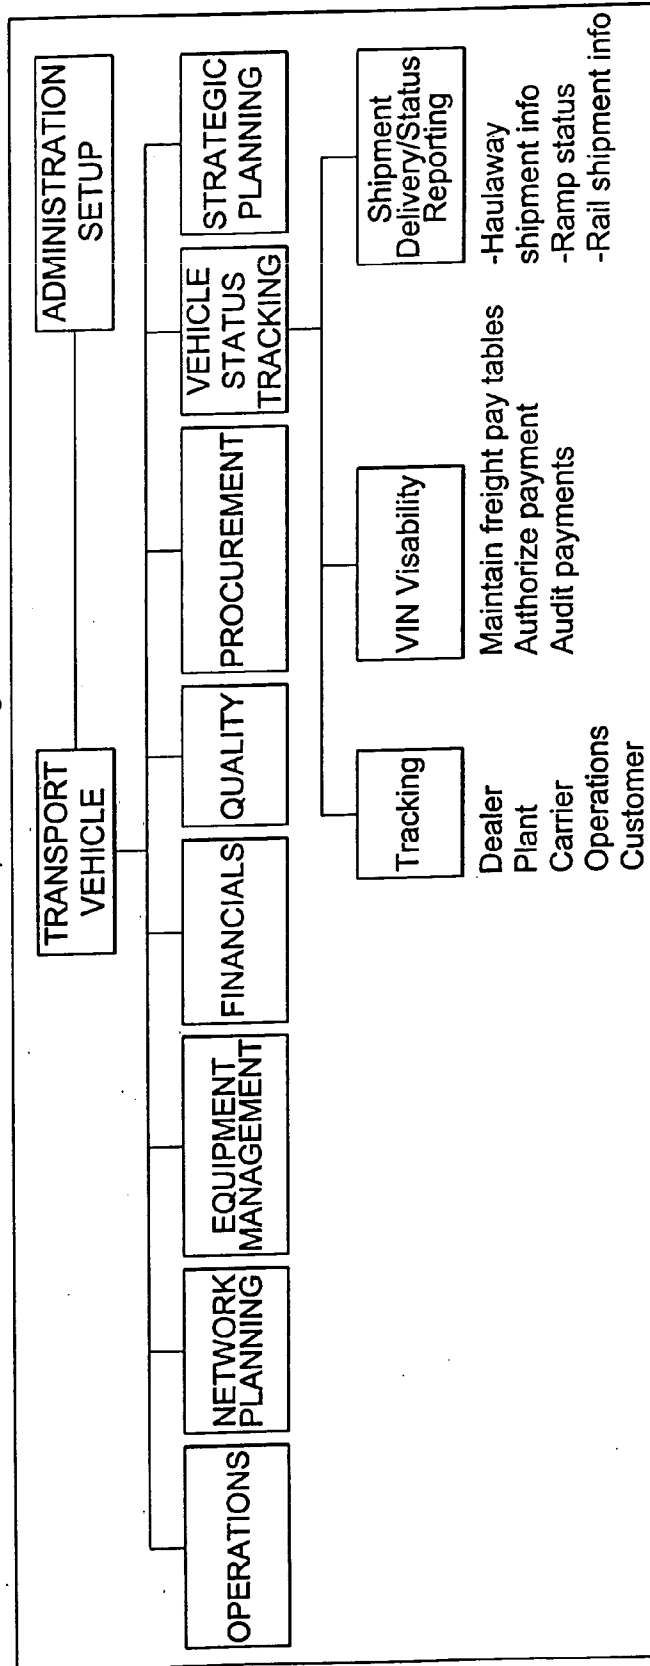 TRANSPORT
VEHICLE
ADMINISTRATION
SETUP
OPERATIONS
NETWORK
PLANNING
EQUIPMENT
MANAGEMENT
FINANCIALS
QUALITY
PROCUREMENT
VEHICLE
STATUS
TRACKING
STRATEGIC
PLANNING
Tracking
Dealer
Plant
Carrier
Operations
Customer
VIN Visability
Maintain freight pay tables
Authorize payment
Audit payments
Shipment
Delivery/Status
Reporting
-Haulaway
shipment info
-Ramp status
-Rail shipment info